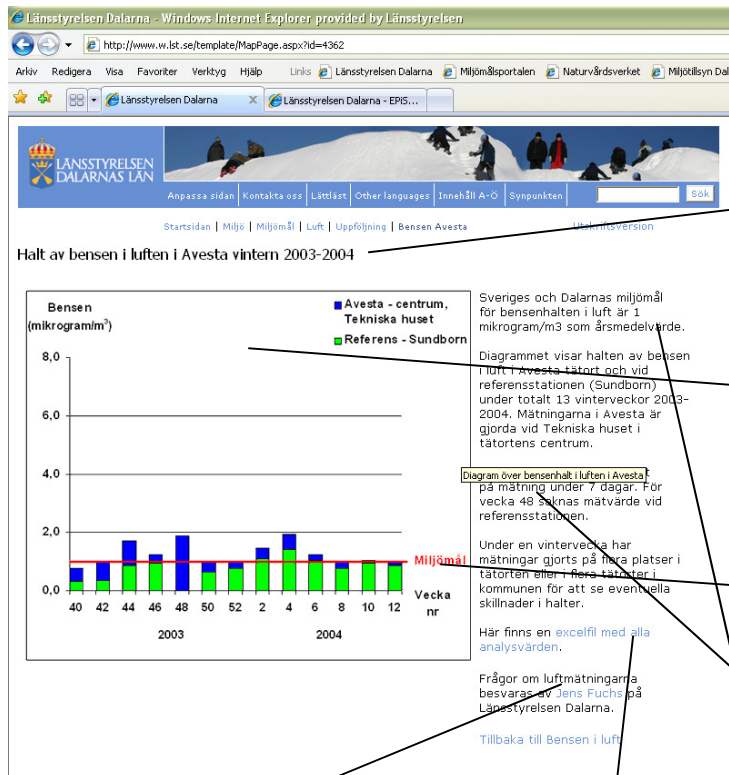 Länsstyrelsen Dalarna - Windows Internet Explorer provided by Länsstyrelsen
http://www.w.lst.se/template/MapPage.aspx?id=4362
Arkiv Redigera Visa Favoriter Verktyg Hjälp Links Länsstyrelsen Dalarna Miljömålsportalen Naturvårdsverket Miljötillsyn Dal
Länsstyrelsen Dalarna X Länsstyrelsen Dalarna - EPiS...
LÄNSSTYRELSEN
DALARNAS LÄN
Anpassa sidan Kontakta oss Lättläst Other languages Innehåll A-Ö Synpunkten Sök
Startsidan | Miljö | Miljömål | Luft | Uppföljning | Bensen Avesta Utskriftsversion
Halt av bensen i luften i Avesta vintern 2003-2004
Bensen
(mikrogram/m³)
Avesta - centrum,
Tekniska huset
Referens - Sundborn
8,0
6,0
4,0
2,0
0,0
Miljömål
40 42 44 46 48 50 52 2 4 6 8 10 12
Vecka
nr
2003 2004
Sveriges och Dalarnas miljömål
för bensenhalten i luft är 1
mikrogram/m3 som årsmedelvärde.
Diagrammet visar halten av bensen
i luft i Avesta tätort och vid
referensstationen (Sundborn)
under totalt 13 vinterveckor 2003-
2004. Mätningarna i Avesta är
gjorda vid Tekniska huset i
tätortens centrum.
Diagram över bensenhalt i luften i Avesta
på mätning under 7 dagar. För
vecka 48 saknas mätvärde vid
referensstationen.
Under en vintervecka har
mätningar gjorts på flera platser i
tätorten eller i flera tätorter i
kommunen för att se eventuella
skillnader i halter.
Här finns en excelfil med alla
analysvärden.
Frågor om luftmätningarna
besvaras av Jens Fuchs på
Länsstyrelsen Dalarna.
Tillbaka till Bensen i luft